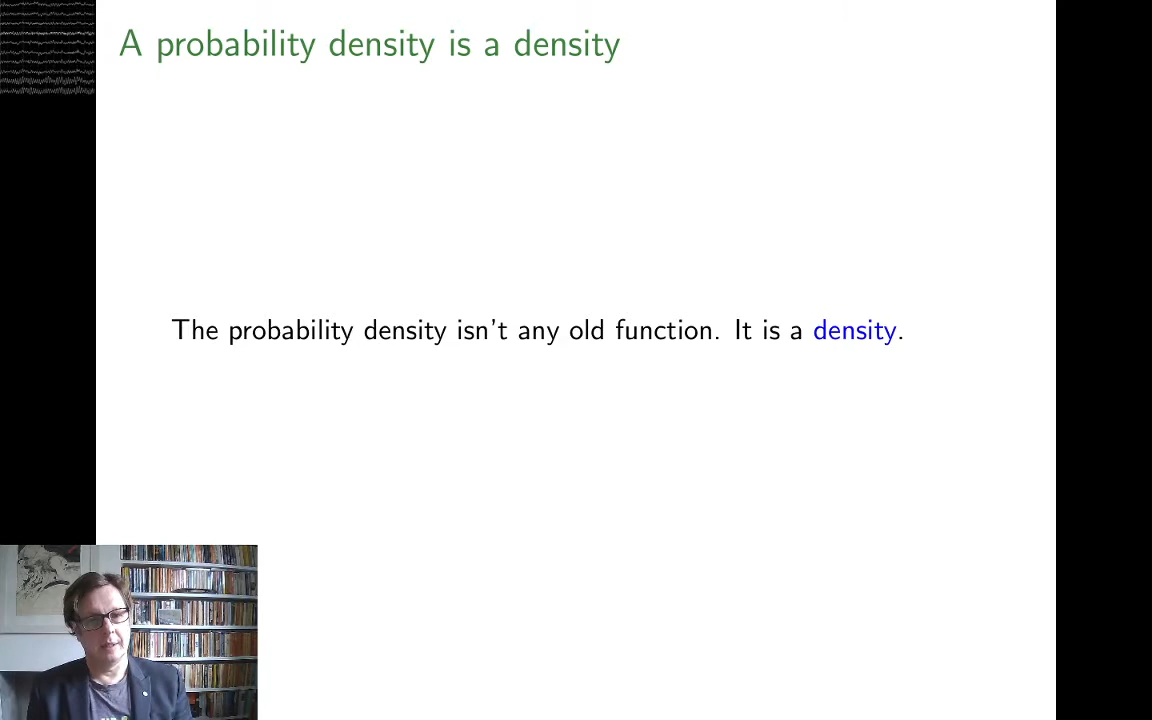 A probability density is a density
The probability density isn't any old function. It is a density.